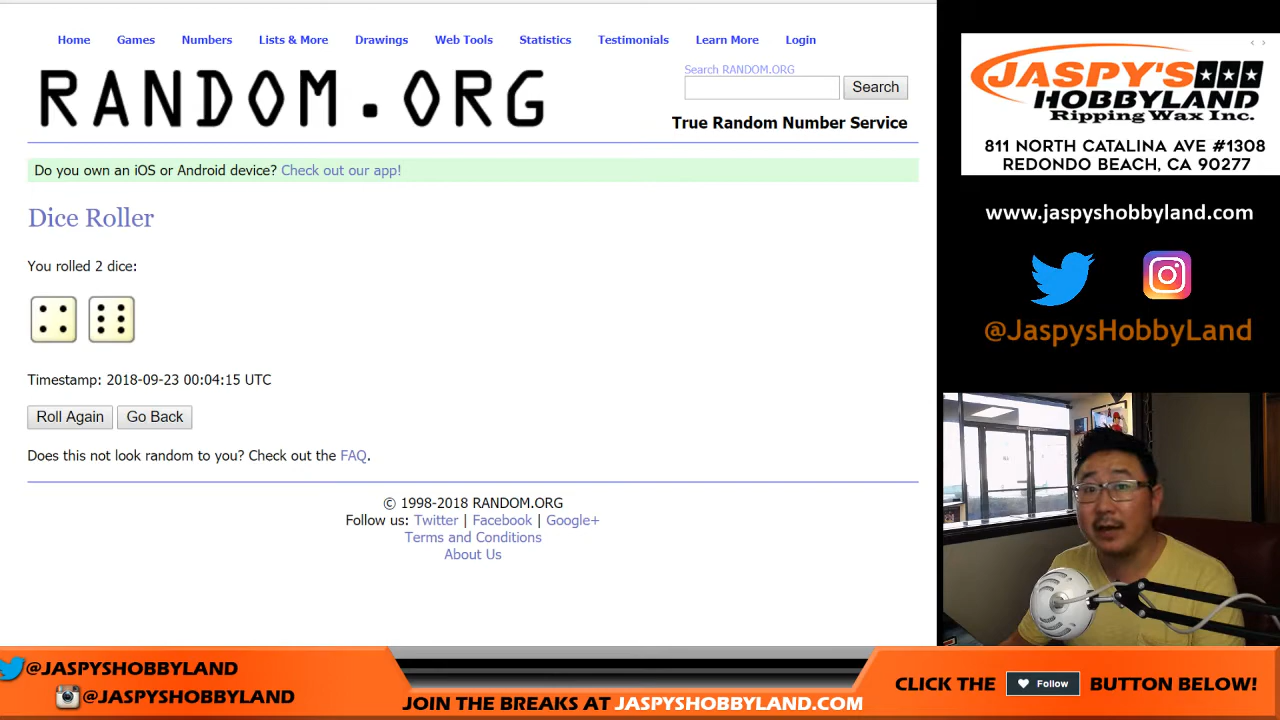 Home Games Numbers Lists & More Drawings Web Tools Statistics Testimonials Learn More Login
RANDOM.ORG
Search RANDOM.ORG
Search
True Random Number Service
Do you own an iOS or Android device? Check out our app!
Dice Roller
You rolled 2 dice:
Timestamp: 2018-09-23 00:04:15 UTC
Roll Again Go Back
Does this not look random to you? Check out the FAQ.
© 1998-2018 RANDOM.ORG
Follow us: Twitter | Facebook | Google+
Terms and Conditions
About Us
JASPY'S
HOBBYLAND
Ripping Wax Inc.
811 NORTH CATALINA AVE #1308
REDONDO BEACH, CA 90277
www.jaspyshobbyland.com
@JaspysHobbyLand
@JASPYSHOBBYLAND
@JASPYSHOBBYLAND
JOIN THE BREAKS AT JASPYSHOBBYLAND.COM
CLICK THE Follow BUTTON BELOW!